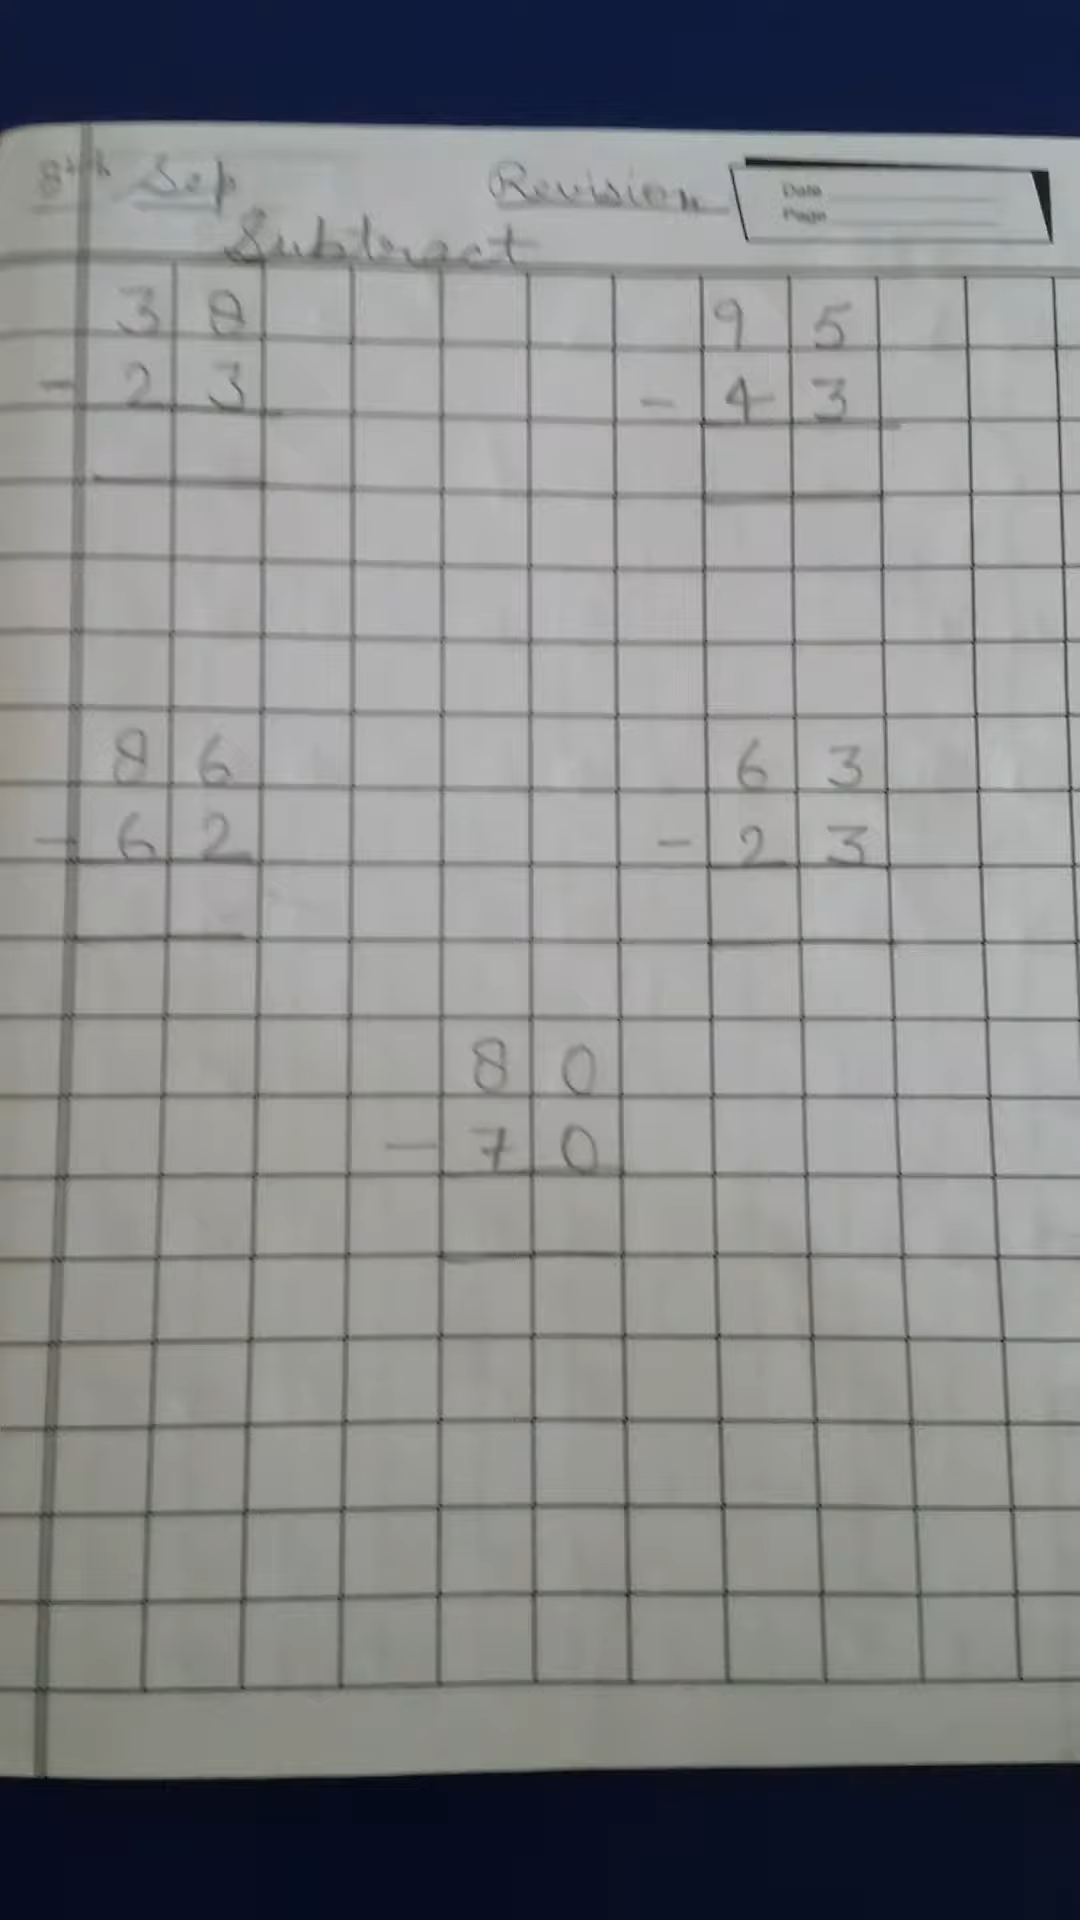 8th Sep Revision Date
Page
Subtract
3 8 9 5
- 2 3 - 4 3
8 6 6 3
- 6 2 - 2 3
8 0
- 7 0